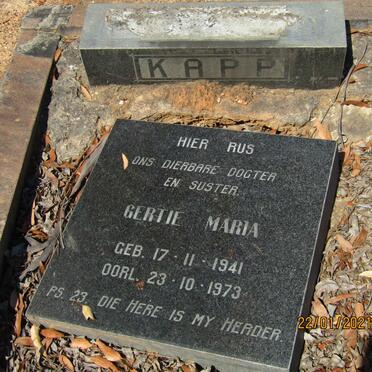 KAPP
HIER RUS
ONS DIERBARE DOGTER
EN SUSTER.
GERTIE MARIA
GEB. 17-11-1941
OORL. 23-10-1973
PS. 23. DIE HERE IS MY HERDER
22/01/2021